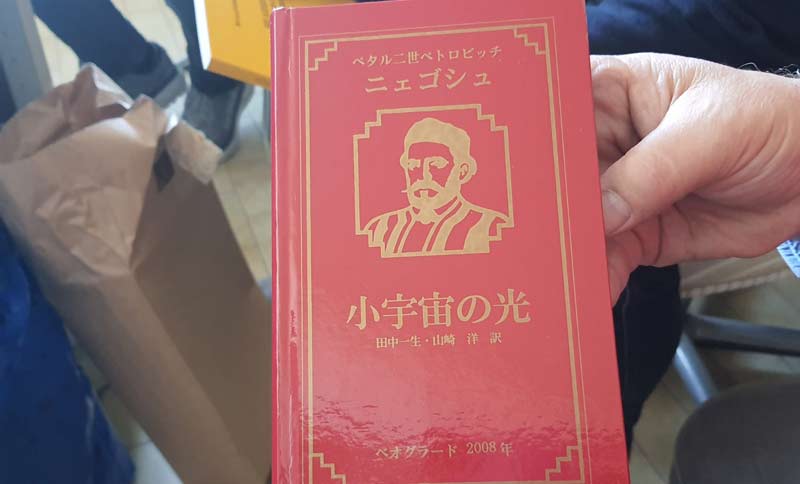 ペタル二世ペトロビッチ
ニェゴシュ
小宇宙の光
田中一生・山崎 洋 訳
ベオグラード 2008年